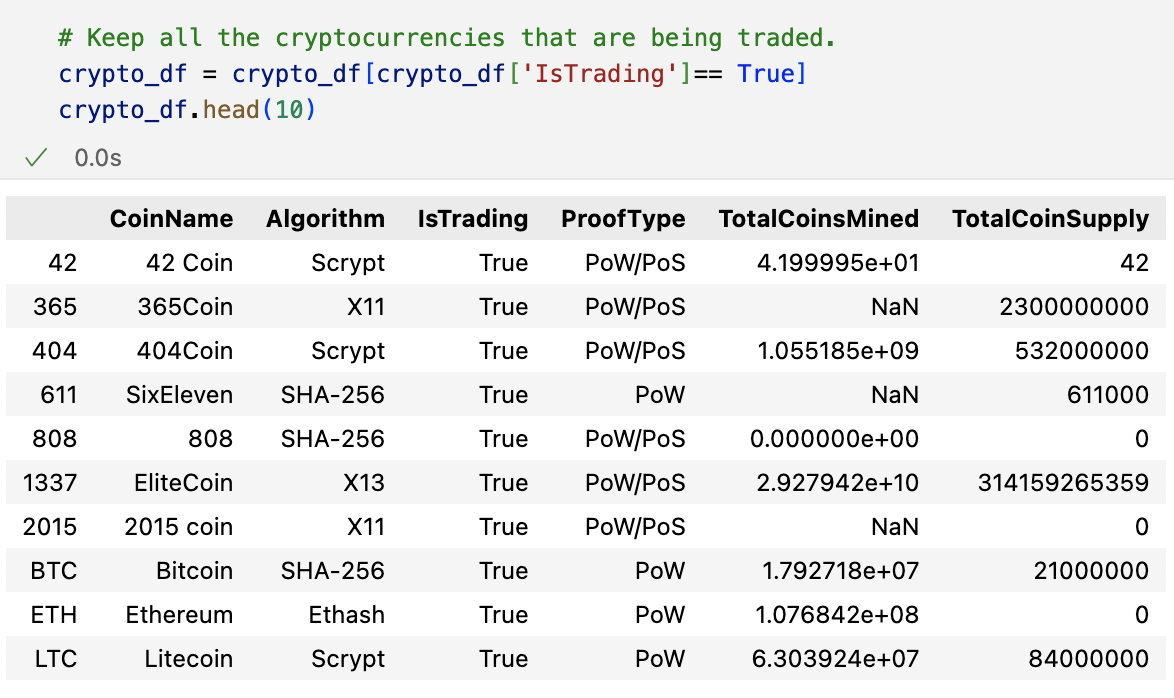 # Keep all the cryptocurrencies that are being traded.
crypto_df = crypto_df[crypto_df['IsTrading']== True]
crypto_df.head(10)
✓ 0.0s
CoinName Algorithm IsTrading ProofType TotalCoinsMined TotalCoinSupply
42 42 Coin Scrypt True PoW/PoS 4.199995e+01 42
365 365Coin X11 True PoW/PoS NaN 2300000000
404 404Coin Scrypt True PoW/PoS 1.055185e+09 532000000
611 SixEleven SHA-256 True PoW NaN 611000
808 808 SHA-256 True PoW/PoS 0.000000e+00 0
1337 EliteCoin X13 True PoW/PoS 2.927942e+10 314159265359
2015 2015 coin X11 True PoW/PoS NaN 0
BTC Bitcoin SHA-256 True PoW 1.792718e+07 21000000
ETH Ethereum Ethash True PoW 1.076842e+08 0
LTC Litecoin Scrypt True PoW 6.303924e+07 84000000